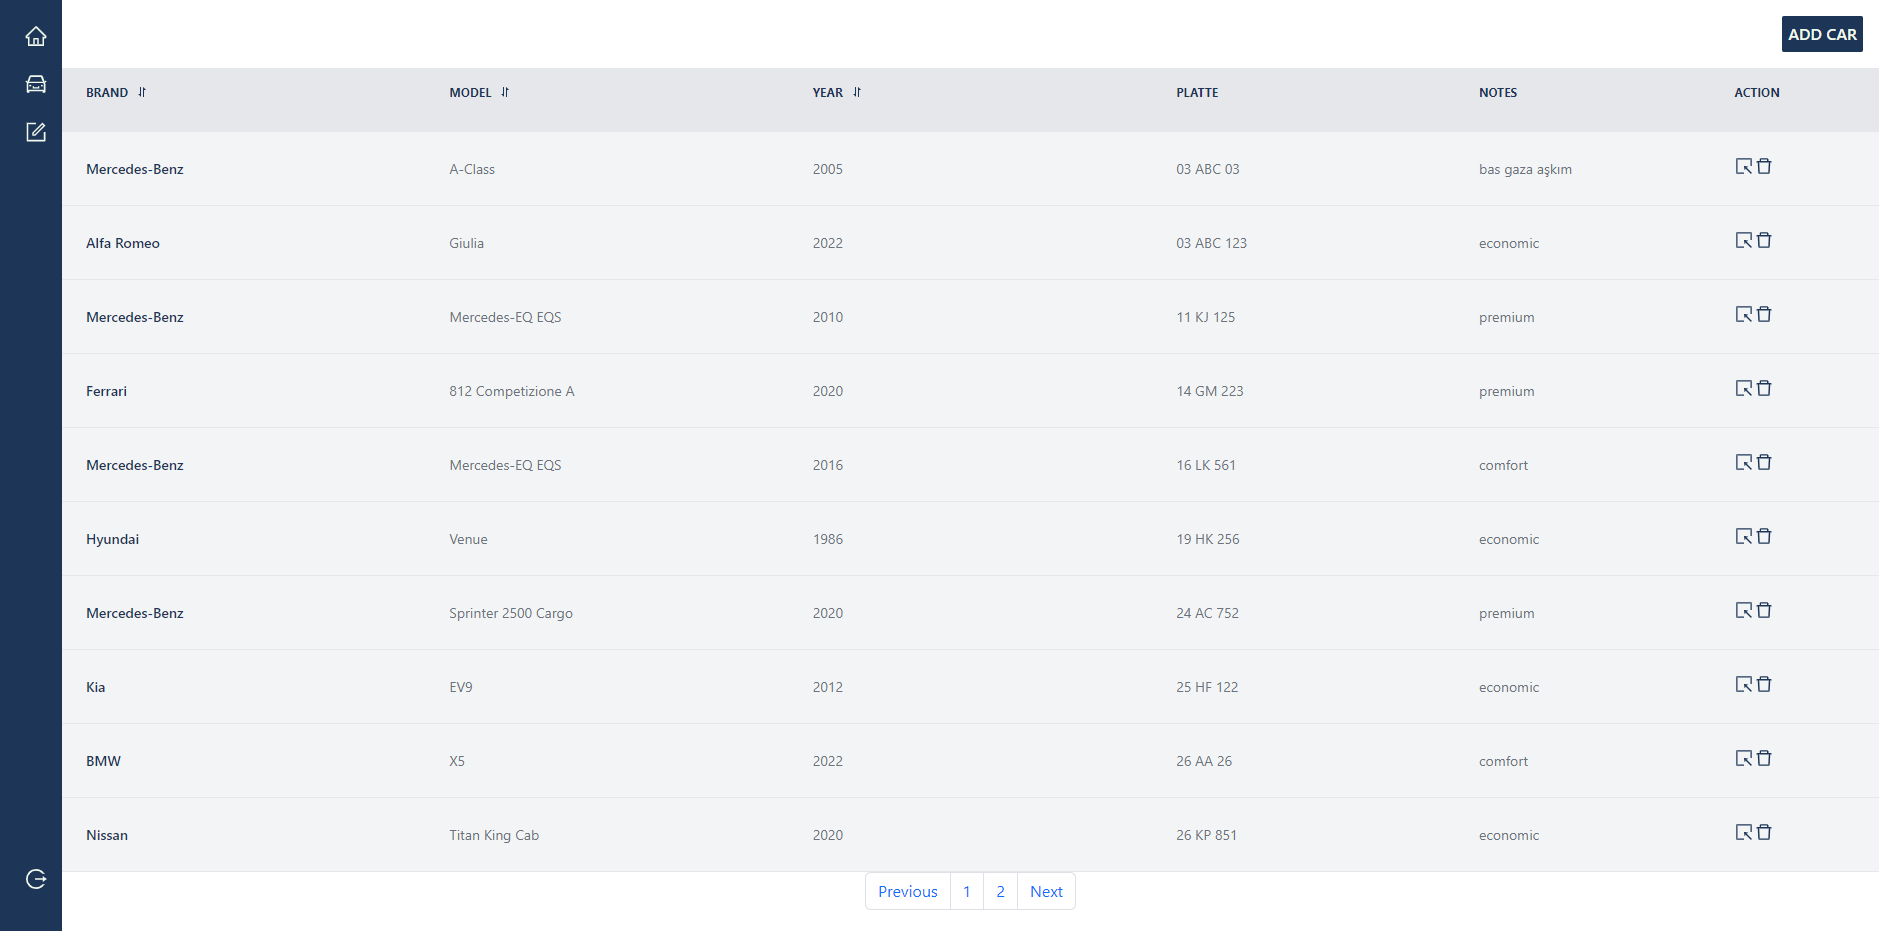 ADD CAR
BRAND MODEL YEAR PLATTE NOTES ACTION
Mercedes-Benz A-Class 2005 03 ABC 03 bas gaza aşkım
Alfa Romeo Giulia 2022 03 ABC 123 economic
Mercedes-Benz Mercedes-EQ EQS 2010 11 KJ 125 premium
Ferrari 812 Competizione A 2020 14 GM 223 premium
Mercedes-Benz Mercedes-EQ EQS 2016 16 LK 561 comfort
Hyundai Venue 1986 19 HK 256 economic
Mercedes-Benz Sprinter 2500 Cargo 2020 24 AC 752 premium
Kia EV9 2012 25 HF 122 economic
BMW X5 2022 26 AA 26 comfort
Nissan Titan King Cab 2020 26 KP 851 economic
Previous 1 2 Next